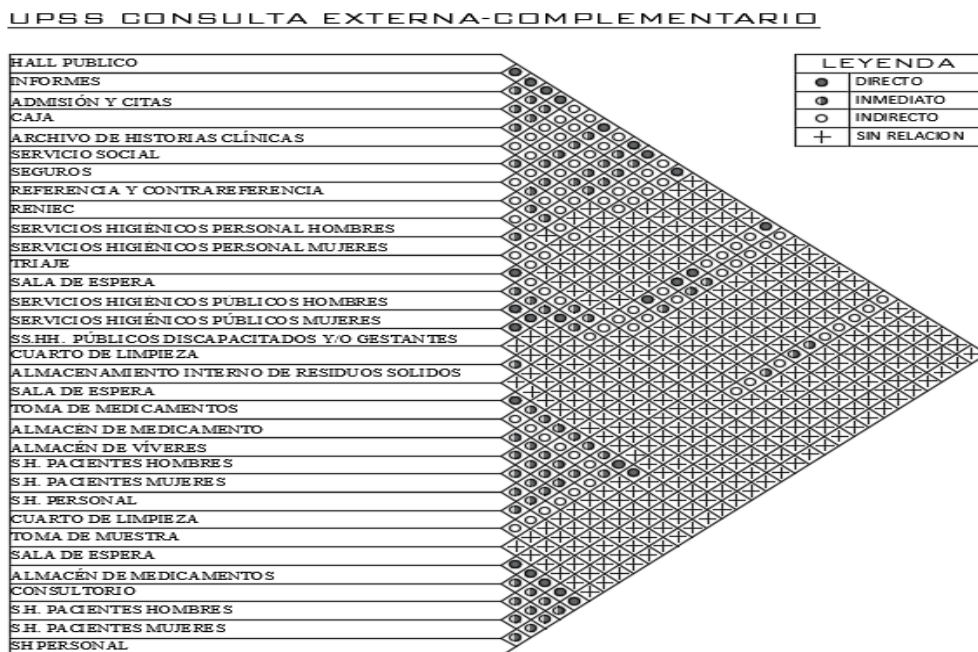 UPSS CONSULTA EXTERNA-COMPLEMENTARIO
HALL PUBLICO
INFORMES
ADMISIÓN Y CITAS
CAJA
ARCHIVO DE HISTORIAS CLÍNICAS
SERVICIO SOCIAL
SEGUROS
REFERENCIA Y CONTRAREFERENCIA
RENIEC
SERVICIOS HIGIÉNICOS PERSONAL HOMBRES
SERVICIOS HIGIÉNICOS PERSONAL MUJERES
TRIAJE
SALA DE ESPERA
SERVICIOS HIGIÉNICOS PÚBLICOS HOMBRES
SERVICIOS HIGIÉNICOS PÚBLICOS MUJERES
SS.HH. PÚBLICOS DISCAPACITADOS Y/O GESTANTES
CUARTO DE LIMPIEZA
ALMACENAMIENTO INTERNO DE RESIDUOS SOLIDOS
SALA DE ESPERA
TOMA DE MEDICAMENTOS
ALMACÉN DE MEDICAMENTO
ALMACÉN DE VÍVERES
S.H. PACIENTES HOMBRES
S.H. PACIENTES MUJERES
S.H. PERSONAL
CUARTO DE LIMPIEZA
TOMA DE MUESTRA
SALA DE ESPERA
ALMACÉN DE MEDICAMENTOS
CONSULTORIO
S.H. PACIENTES HOMBRES
S.H. PACIENTES MUJERES
SH PERSONAL
LEYENDA
DIRECTO
INMEDIATO
INDIRECTO
SIN RELACION